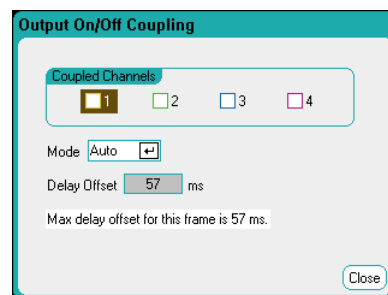 Output On/Off Coupling
Coupled Channels
1 2 3 4
Mode Auto
Delay Offset 57 ms
Max delay offset for this frame is 57 ms.
Close